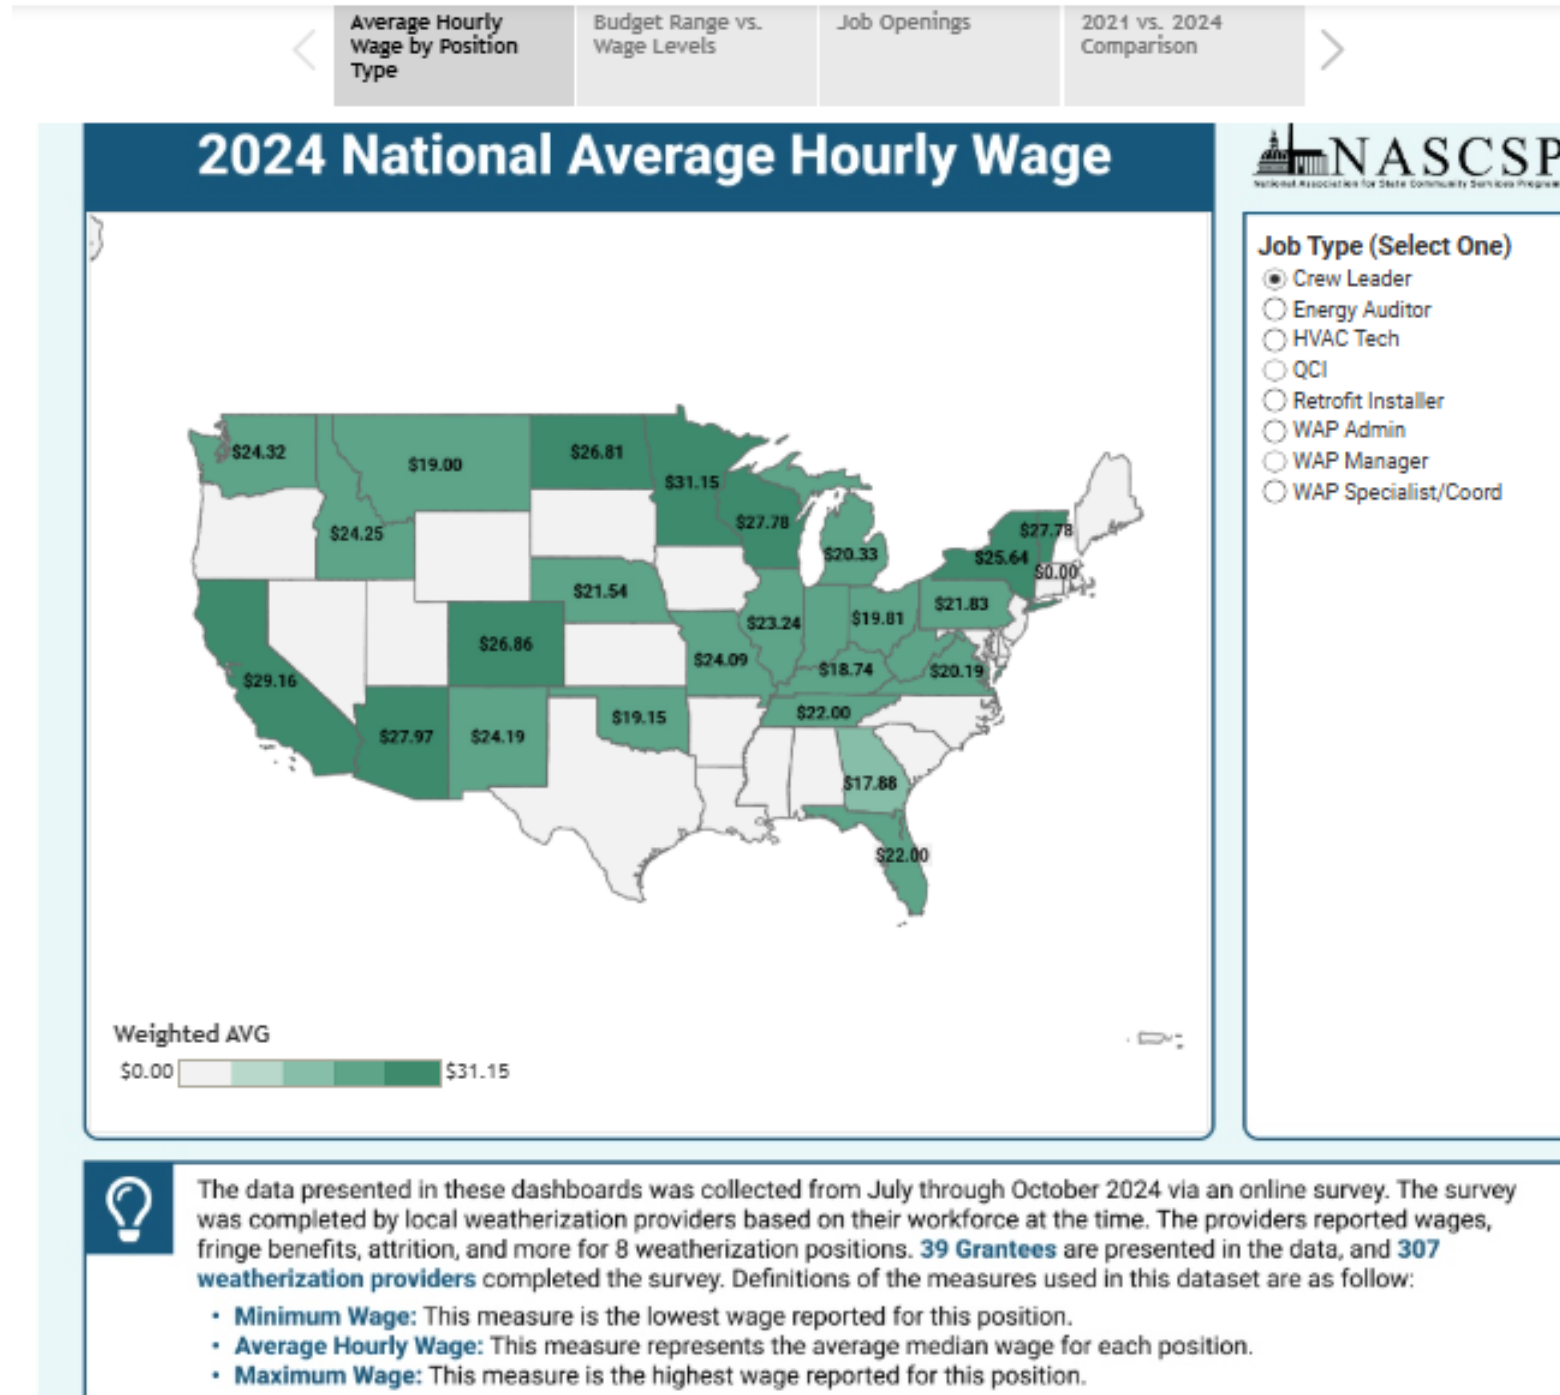 Average Hourly
Wage by Position
Type
Budget Range vs.
Wage Levels
Job Openings
2021 vs. 2024
Comparison
2024 National Average Hourly Wage
NASCSP
National Association for State Community Services Program
Job Type (Select One)
Crew Leader
Energy Auditor
HVAC Tech
QCI
Retrofit Installer
WAP Admin
WAP Manager
WAP Specialist/Coord
$24.32
$19.00
$26.81
$31.15
$27.78
$24.25
$20.33
$27.78
$25.64
$0.00
$21.54
$23.24
$19.81
$21.83
$26.86
$24.09
$18.74
$20.19
$29.16
$27.97
$24.19
$19.15
$22.00
$17.88
$22.00
Weighted AVG
$0.00 $31.15
The data presented in these dashboards was collected from July through October 2024 via an online survey. The survey
was completed by local weatherization providers based on their workforce at the time. The providers reported wages,
fringe benefits, attrition, and more for 8 weatherization positions. 39 Grantees are presented in the data, and 307
weatherization providers completed the survey. Definitions of the measures used in this dataset are as follow:
• Minimum Wage: This measure is the lowest wage reported for this position.
• Average Hourly Wage: This measure represents the average median wage for each position.
• Maximum Wage: This measure is the highest wage reported for this position.